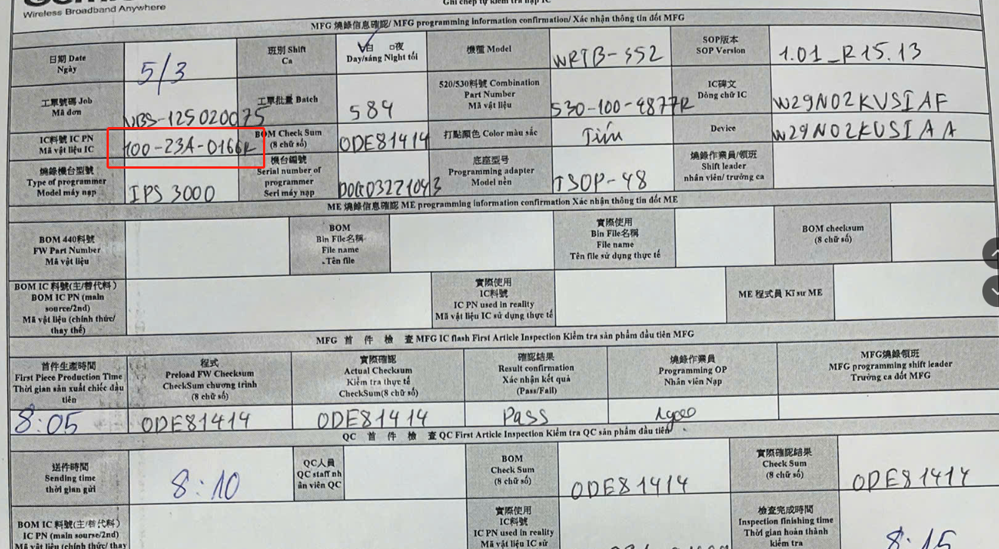 Wireless Broadband Anywhere
Ghi chép tự kiểm tra nạp IC
MFG 燒錄信息確認/ MFG programming information confirmation/ Xác nhận thông tin đốt MFG
日期 Date
Ngày
5/3
班別 Shift
Ca
白 □夜
Day/sáng Night tối
機種 Model
WRTB-352
SOP版本
SOP Version
1.01_R15.13
工單號碼 Job
Mã đơn
VBS-125020075
工單批量 Batch
584
520/530料號 Combination
Part Number
Mã vật liệu
530-100-4877R
IC碑文
Dòng chữ IC
W29N02KVSIAF
IC料號 IC PN
Mã vật liệu IC
100-23A-0166R
BOM Check Sum
(8 chữ số)
0DE81414
打點顏色 Color màu sắc
Tím
Device
W29N02KVSIAA
燒錄機台型號
Type of programmer
Model máy nạp
IPS 3000
機台編號
Serial number of
programmer
Seri máy nạp
底座型号
Programming adapter
Model nền
TSOP-48
燒錄作業員/領班
Shift leader
nhân viên/ trưởng ca
ME 燒錄信息確認 ME programming information confirmation Xác nhận thông tin đốt ME
BOM 440料號
FW Part Number
Mã vật liệu
BOM
Bin File名稱
File name
Tên file
實際使用
Bin File名稱
File name
Tên file sử dụng thực tế
BOM checksum
(8 chữ số)
BOM IC 料號(主/替代料)
BOM IC PN (main
source/2nd)
Mã vật liệu (chính thức/
thay thế)
實際使用
IC料號
IC PN used in reality
Mã vật liệu IC sử dụng thực tế
ME 程式員 Kĩ sư ME
MFG 首 件 檢 查 MFG IC flash First Article Inspection Kiểm tra sản phẩm đầu tiên MFG
首件生產時間
First Piece Production Time
Thời gian sản xuất chiếc đầu
tiên
程式
Preload FW Checksum
CheckSum chương trình
(8 chữ số)
實際確認
Actual Checksum
Kiểm tra thực tế
CheckSum(8 chữ số)
確認結果
Result confirmation
Xác nhận kết quả
(Pass/Fail)
燒錄作業員
Programming OP
Nhân viên Nạp
MFG燒錄領班
MFG programming shift leader
Trưởng ca đốt MFG
8:05
0DE81414
0DE81414
Pass
QC 首 件 檢 查 QC First Article Inspection Kiểm tra QC sản phẩm đầu tiên
送件時間
Sending time
thời gian gửi
8:10
QC人員
QC staff nh
ân viên QC
BOM
Check Sum
(8 chữ số)
0DE81414
實際確認結果
Check Sum
(8 chữ số)
0DE81414
BOM IC 料號(主/替代料)
IC PN (main sourse/2nd)
Mã vật liệu (chính thức/ thay
實際使用
IC料號
IC PN used in reality
Mã vật liệu IC sử
檢查完成時間
Inspection finishing time
Thời gian hoàn thành
kiểm tra
8:15